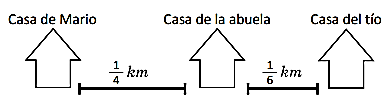 Casa de Mario Casa de la abuela Casa del tío
1/4 km 1/6 km